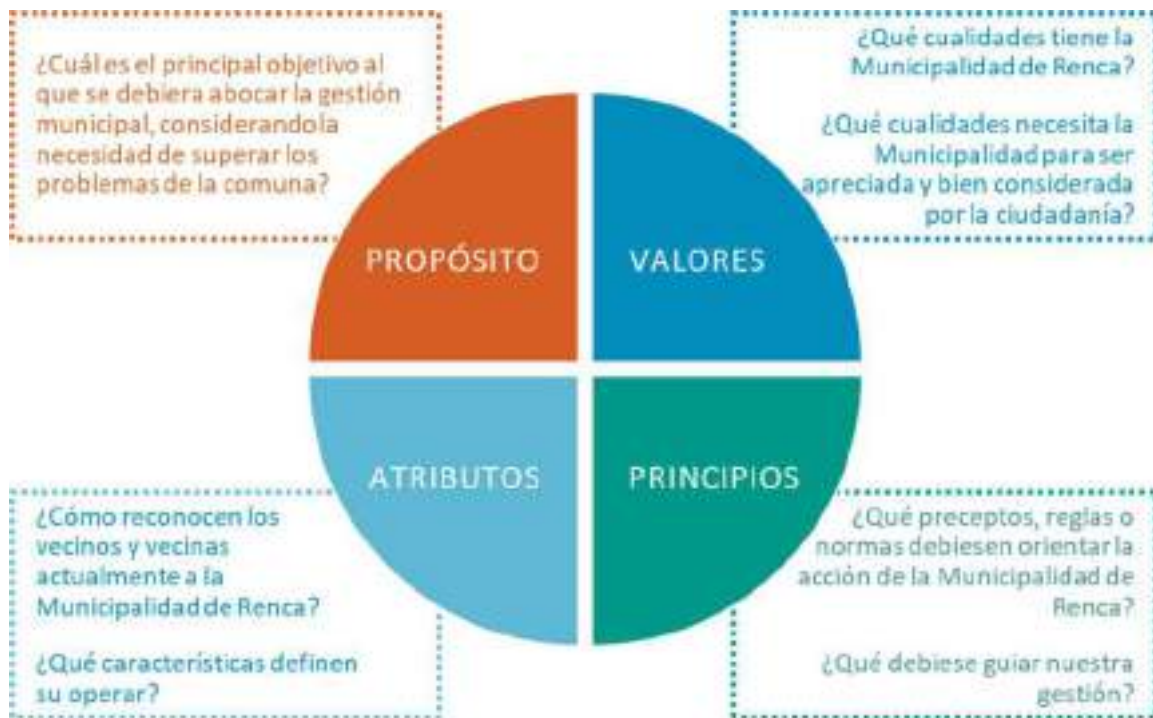 ¿Cuál es el principal objetivo al
que se debiera abocar la gestión
municipal, considerando la
necesidad de superar los
problemas de la comuna?
¿Qué cualidades tiene la
Municipalidad de Renca?
¿Qué cualidades necesita la
Municipalidad para ser
apreciada y bien considerada
por la ciudadanía?
PROPÓSITO
VALORES
ATRIBUTOS
PRINCIPIOS
¿Cómo reconocen los
vecinos y vecinas
actualmente a la
Municipalidad de Renca?
¿Qué características definen
su operar?
¿Qué preceptos, reglas o
normas debiesen orientar la
acción de la Municipalidad de
Renca?
¿Qué debiese guiar nuestra
gestión?